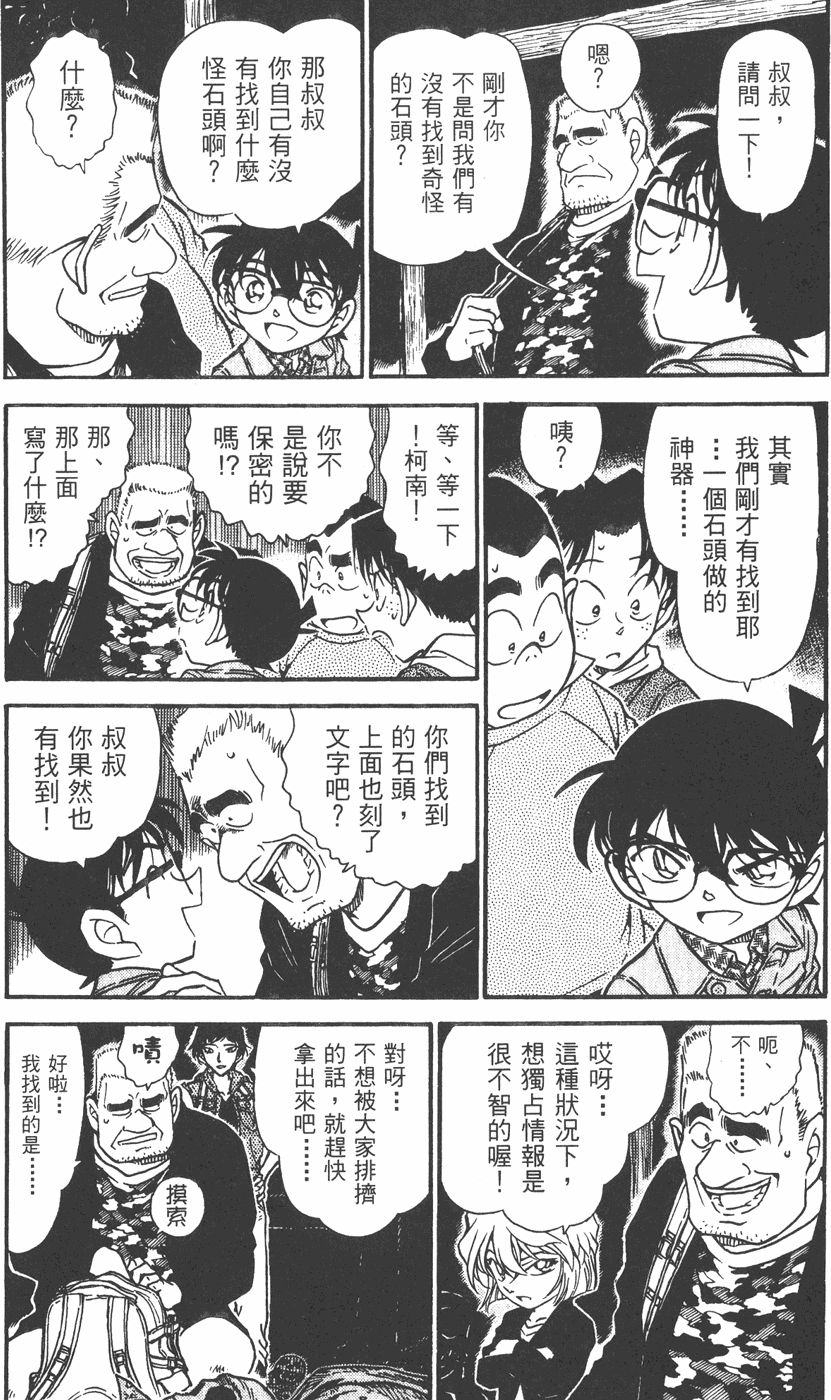 叔叔，
請問一下！
嗯？
剛才你
不是問我們有
沒有找到奇怪
的石頭？
那叔叔
你自己有沒
有找到什麼
怪石頭啊？
什麼？
其實
我們剛才有找到耶
…一個石頭做的
神器……
咦？
等、等一下
！柯南！
你不
是說要
保密的
嗎!?
那、
那上面
寫了什麼!?
你們找到
的石頭，
上面也刻了
文字吧？
叔叔
你果然也
有找到！
呃、
不…
哎呀…
這種狀況下，
想獨占情報是
很不智的喔！
對呀…
不想被大家排擠
的話，就趕快
拿出來吧……
嘖
摸索
好啦…
我找到的是……